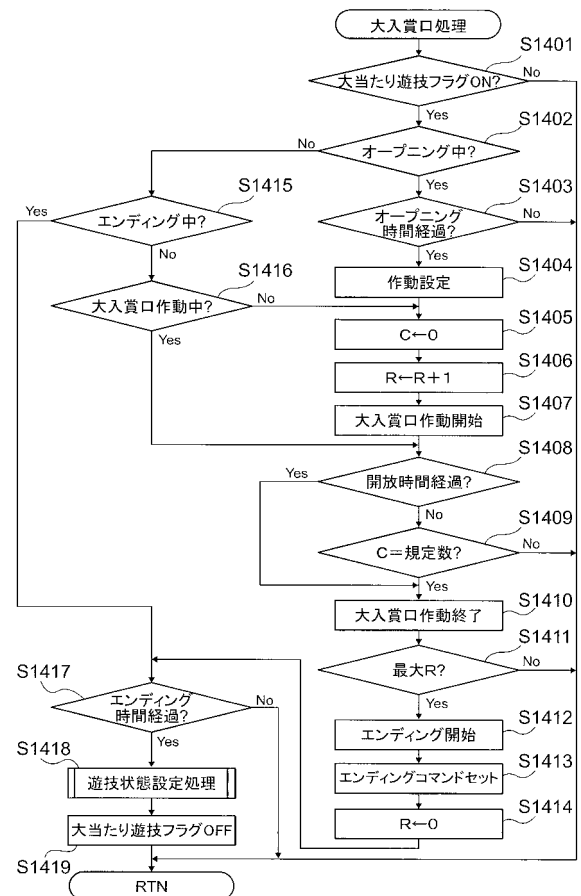 大入賞口処理
S1401
大当たり遊技フラグON?
No
Yes
S1402
オープニング中?
No
Yes
S1403
オープニング
時間経過?
No
Yes
S1415
エンディング中?
Yes
No
S1404
作動設定
S1416
大入賞口作動中?
No
Yes
S1405
C←0
S1406
R←R+1
S1407
大入賞口作動開始
S1408
開放時間経過?
Yes
No
S1409
C=規定数?
No
Yes
S1410
大入賞口作動終了
S1411
最大R?
No
Yes
S1412
エンディング開始
S1413
エンディングコマンドセット
S1414
R←0
S1417
エンディング
時間経過?
No
Yes
S1418
遊技状態設定処理
大当たり遊技フラグOFF
S1419
RTN